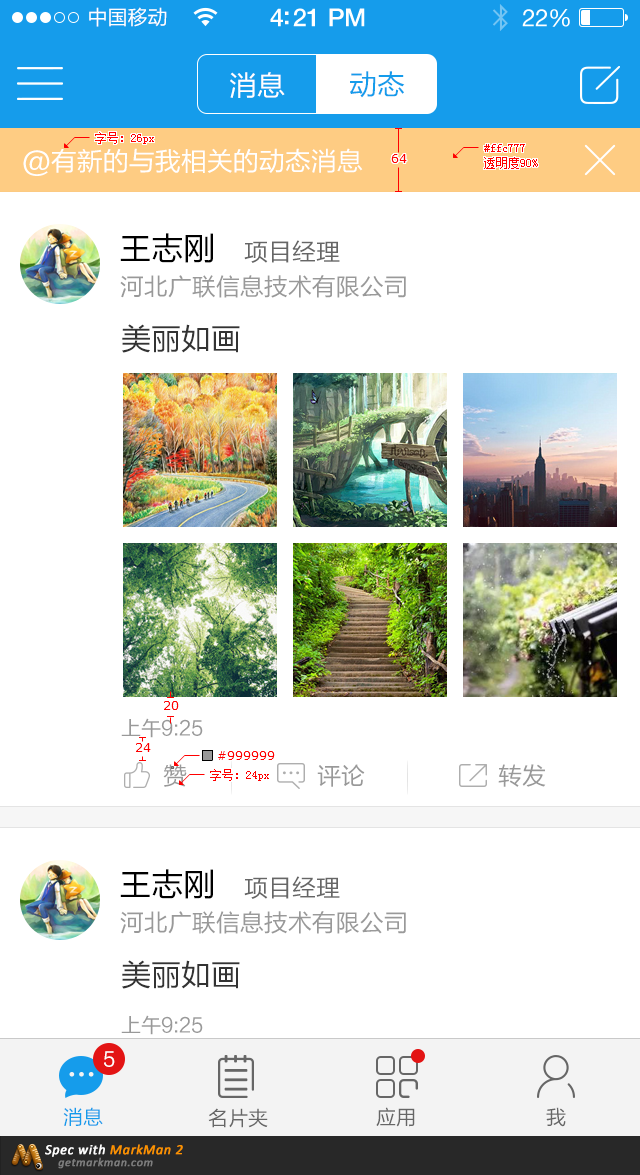 中国移动 4:21 PM 22%
消息 动态
字号：26px
@有新的与我相关的动态消息
64
#ffc777
透明度90%
王志刚 项目经理
河北广联信息技术有限公司
美丽如画
20
上午9:25
24
#999999
赞 字号：24px 评论 转发
王志刚 项目经理
河北广联信息技术有限公司
美丽如画
上午9:25
5
消息 名片夹 应用 我
Spec with MarkMan 2
getmarkman.com